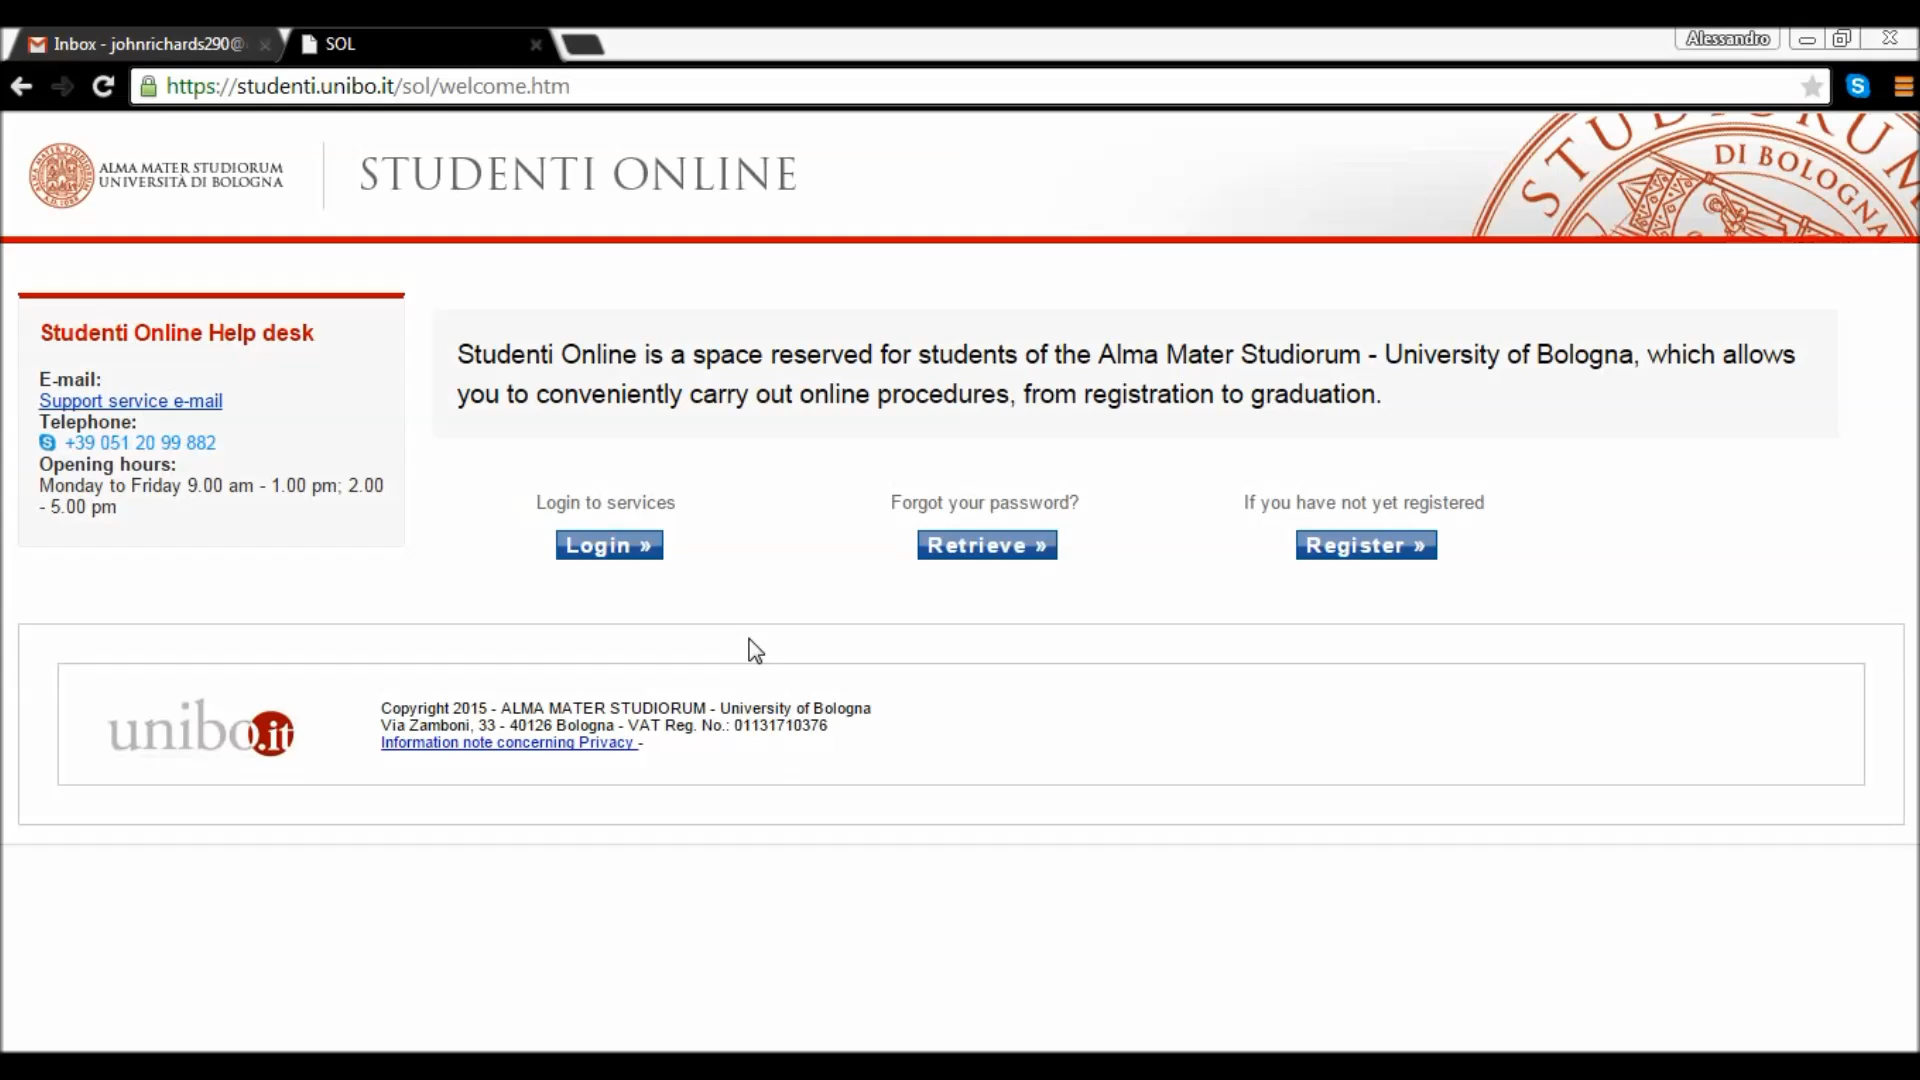 Inbox - johnrichards290@
SOL
Alessandro
https://studenti.unibo.it/sol/welcome.htm
ALMA MATER STUDIORUM
UNIVERSITÀ DI BOLOGNA
STUDENTI ONLINE
STUDIORUM
DI BOLOGNA
Studenti Online Help desk
E-mail:
Support service e-mail
Telephone:
+39 051 20 99 882
Opening hours:
Monday to Friday 9.00 am - 1.00 pm; 2.00
- 5.00 pm
Studenti Online is a space reserved for students of the Alma Mater Studiorum - University of Bologna, which allows
you to conveniently carry out online procedures, from registration to graduation.
Login to services
Login »
Forgot your password?
Retrieve »
If you have not yet registered
Register »
unibo.it
Copyright 2015 - ALMA MATER STUDIORUM - University of Bologna
Via Zamboni, 33 - 40126 Bologna - VAT Reg. No.: 01131710376
Information note concerning Privacy -